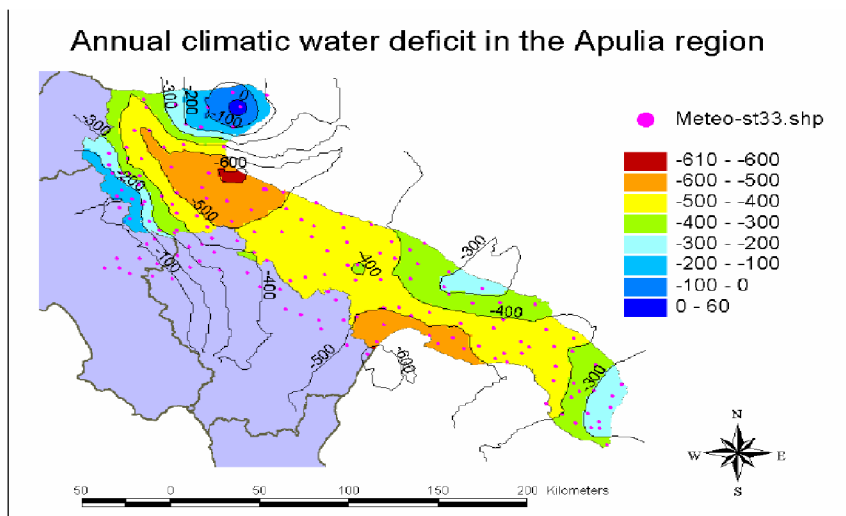 Annual climatic water deficit in the Apulia region
Meteo-st33.shp
-610 - -600
-600 - -500
-500 - -400
-400 - -300
-300 - -200
-200 - -100
-100 - 0
0 - 60
-300
-200
0
-100
-300
-600
-200
-500
-100
-300
-400
-400
-400
-500
-600
-300
N
W E
S
50 0 50 100 150 200 Kilometers